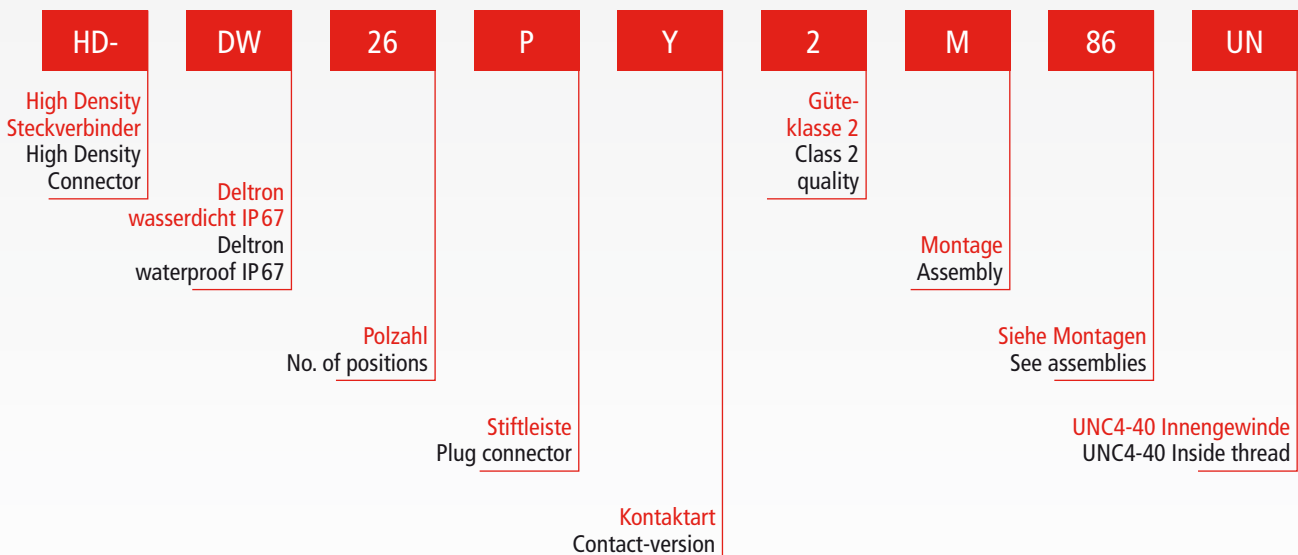 HD-
DW
26
P
Y
2
M
86
UN
High Density
Steckverbinder
High Density
Connector
Deltron
wasserdicht IP67
Deltron
waterproof IP67
Polzahl
No. of positions
Stiftleiste
Plug connector
Kontaktart
Contact-version
Güte-
klasse 2
Class 2
quality
Montage
Assembly
Siehe Montagen
See assemblies
UNC4-40 Innengewinde
UNC4-40 Inside thread